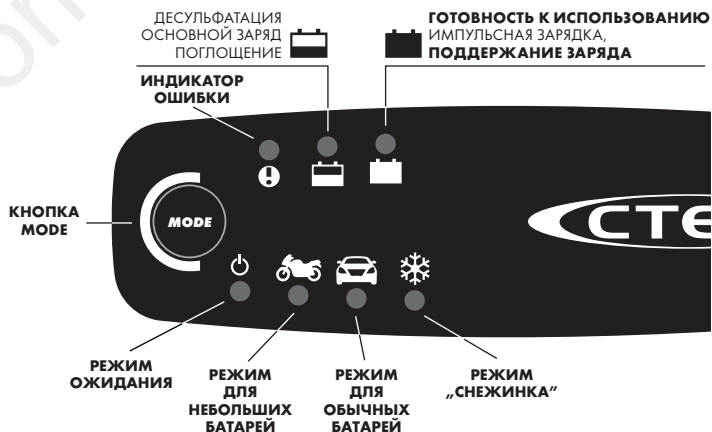 ДЕСУЛЬФАТАЦИЯ
ОСНОВНОЙ ЗАРЯД
ПОГЛОЩЕНИЕ
ГОТОВНОСТЬ К ИСПОЛЬЗОВАНИЮ
ИМПУЛЬСНАЯ ЗАРЯДКА,
ПОДДЕРЖАНИЕ ЗАРЯДА
ИНДИКАТОР
ОШИБКИ
КНОПКА
MODE
MODE
CTE
РЕЖИМ
ОЖИДАНИЯ
РЕЖИМ
ДЛЯ
НЕБОЛЬШИХ
БАТАРЕЙ
РЕЖИМ
ДЛЯ
ОБЫЧНЫХ
БАТАРЕЙ
РЕЖИМ
„СНЕЖИНКА”